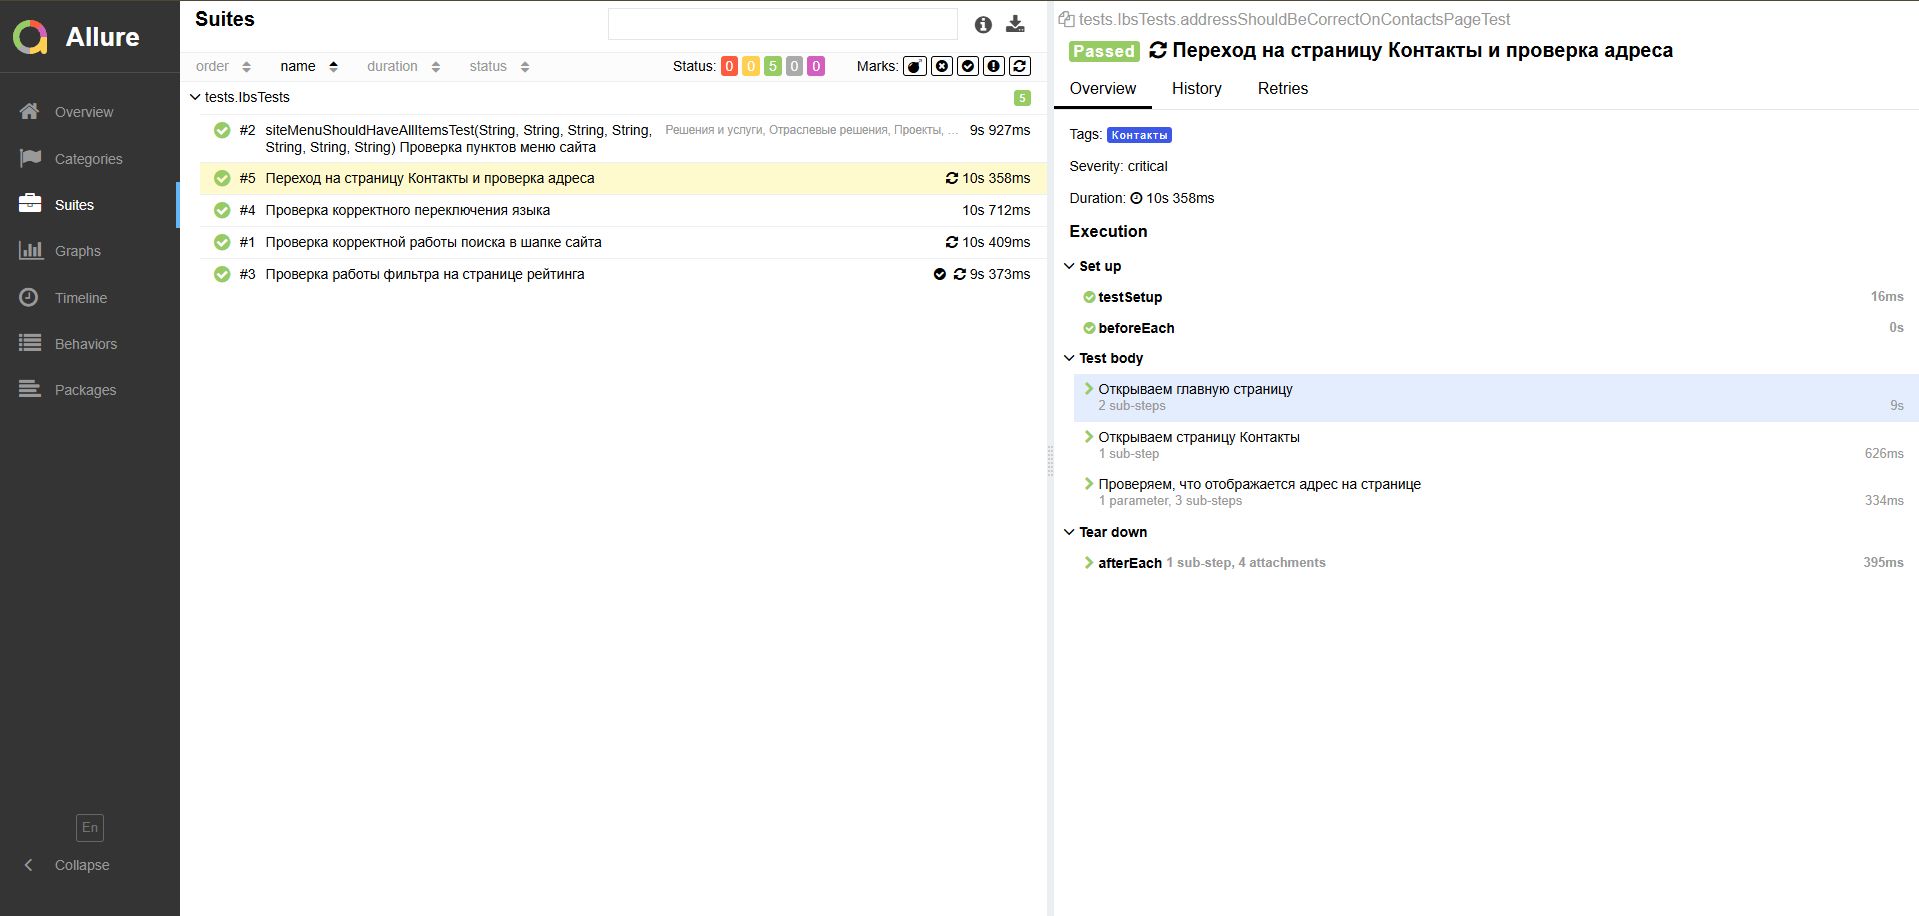 Allure
Overview
Categories
Suites
Graphs
Timeline
Behaviors
Packages
En
Collapse
Suites
order name duration status Status: 0 0 5 0 0 Marks:
tests.IbsTests 5
#2 siteMenuShouldHaveAllItemsTest(String, String, String, String, Решения и услуги, Отраслевые решения, Проекты, ... 9s 927ms
String, String, String) Проверка пунктов меню сайта
#5 Переход на страницу Контакты и проверка адреса 10s 358ms
#4 Проверка корректного переключения языка 10s 712ms
#1 Проверка корректной работы поиска в шапке сайта 10s 409ms
#3 Проверка работы фильтра на странице рейтинга 9s 373ms
tests.IbsTests.addressShouldBeCorrectOnContactsPageTest
Passed Переход на страницу Контакты и проверка адреса
Overview History Retries
Tags: Контакты
Severity: critical
Duration: 10s 358ms
Execution
Set up
testSetup 16ms
beforeEach 0s
Test body
Открываем главную страницу
2 sub-steps 9s
Открываем страницу Контакты
1 sub-step 626ms
Проверяем, что отображается адрес на странице
1 parameter, 3 sub-steps 334ms
Tear down
afterEach 1 sub-step, 4 attachments 395ms